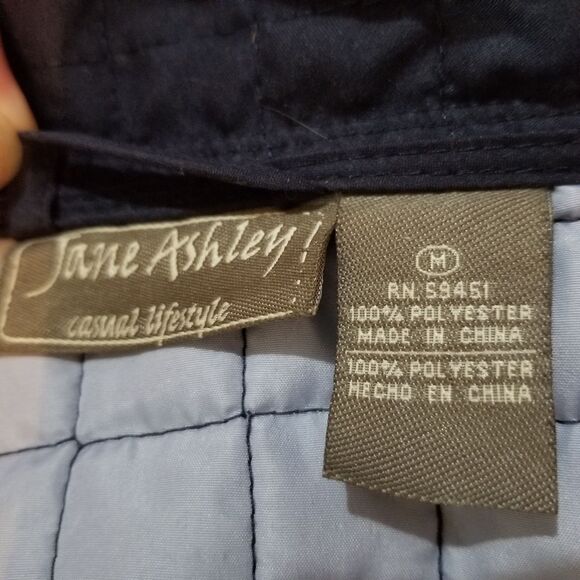 Jane Ashley!
casual lifestyle
M
RN. 59451
100% POLYESTER
MADE IN CHINA
100% POLYESTER
HECHO EN CHINA